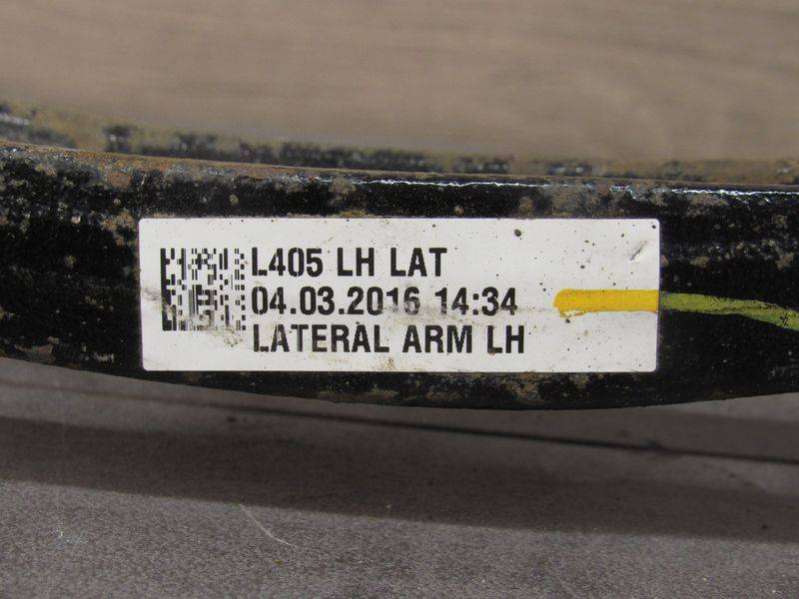 L405 LH LAT
04.03.2016 14:34
LATERAL ARM LH